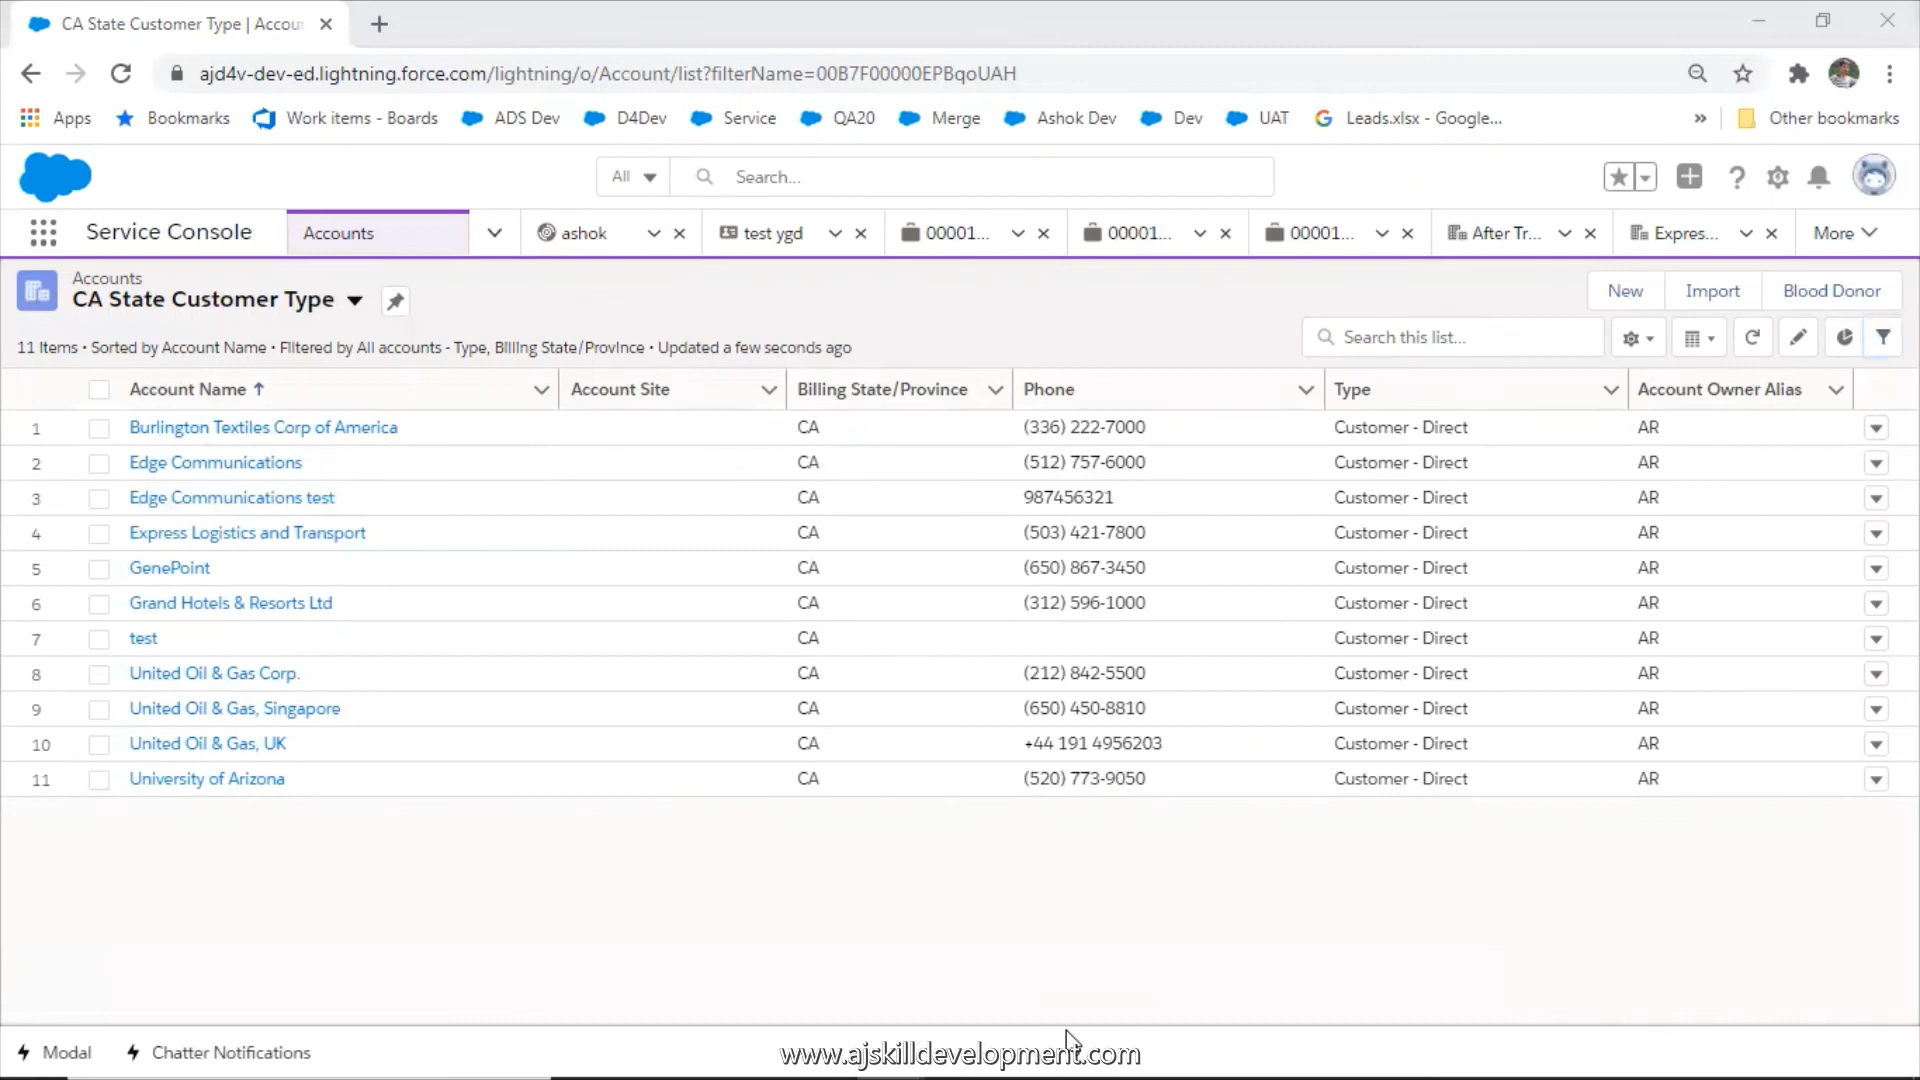 CA State Customer Type | Accou
ajd4v-dev-ed.lightning.force.com/lightning/o/Account/list?filterName=00B7F00000EPBqoUAH
Apps Bookmarks Work items - Boards ADS Dev D4Dev Service QA20 Merge Ashok Dev Dev UAT Leads.xlsx - Google... » Other bookmarks
All Search...
Service Console Accounts ashok test ygd 00001... 00001... 00001... After Tr... Expres... More
Accounts
CA State Customer Type
New Import Blood Donor
11 Items • Sorted by Account Name • Filtered by All accounts - Type, Billing State/Province • Updated a few seconds ago
Search this list...
Account Name Account Site Billing State/Province Phone Type Account Owner Alias
1 Burlington Textiles Corp of America CA (336) 222-7000 Customer - Direct AR
2 Edge Communications CA (512) 757-6000 Customer - Direct AR
3 Edge Communications test CA 987456321 Customer - Direct AR
4 Express Logistics and Transport CA (503) 421-7800 Customer - Direct AR
5 GenePoint CA (650) 867-3450 Customer - Direct AR
6 Grand Hotels & Resorts Ltd CA (312) 596-1000 Customer - Direct AR
7 test CA Customer - Direct AR
8 United Oil & Gas Corp. CA (212) 842-5500 Customer - Direct AR
9 United Oil & Gas, Singapore CA (650) 450-8810 Customer - Direct AR
10 United Oil & Gas, UK CA +44 191 4956203 Customer - Direct AR
11 University of Arizona CA (520) 773-9050 Customer - Direct AR
Modal Chatter Notifications
www.ajskilldevelopment.com